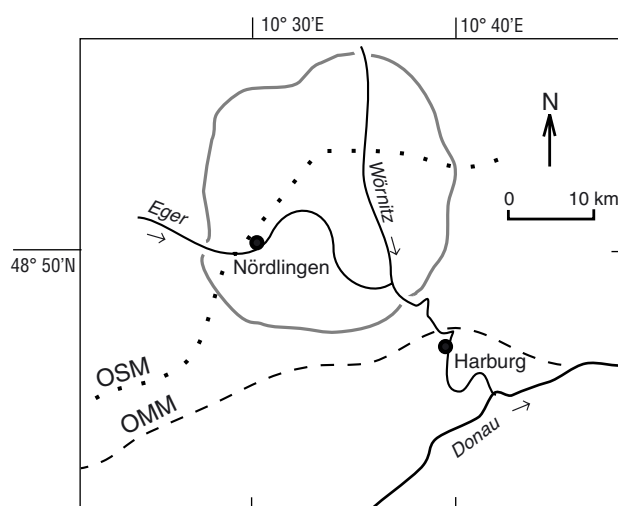 10° 30'E
10° 40'E
N
Wörnitz
0
10 km
Eger
Nördlingen
48° 50'N
Harburg
OSM
OMM
Donau